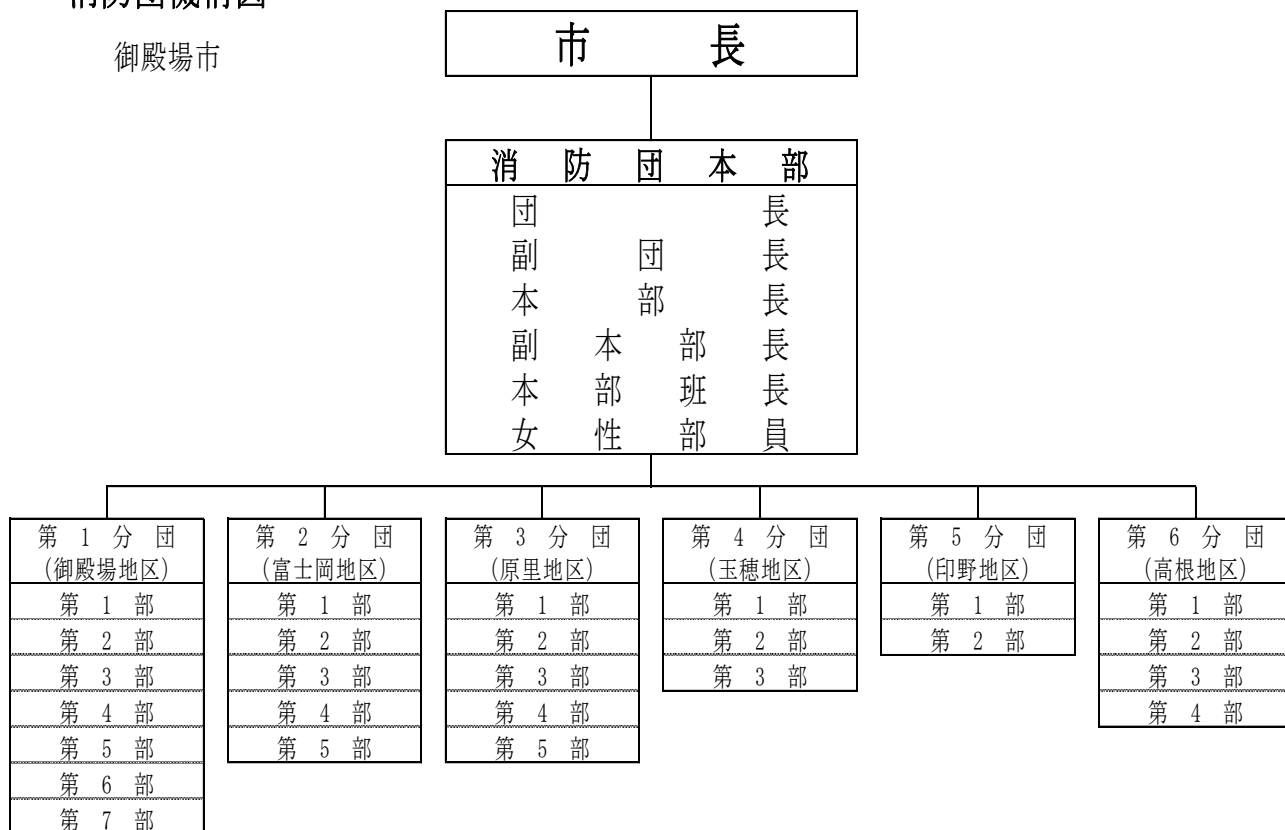 消防団機構図
御殿場市
市長
消防団本部
団長
副団長
本部長
副本部長
本部班長
女性部員
第1分団
(御殿場地区)
第1部
第2部
第3部
第4部
第5部
第6部
第7部
第2分団
(富士岡地区)
第1部
第2部
第3部
第4部
第5部
第3分団
(原里地区)
第1部
第2部
第3部
第4部
第5部
第4分団
(玉穂地区)
第1部
第2部
第3部
第5分団
(印野地区)
第1部
第2部
第6分団
(高根地区)
第1部
第2部
第3部
第4部